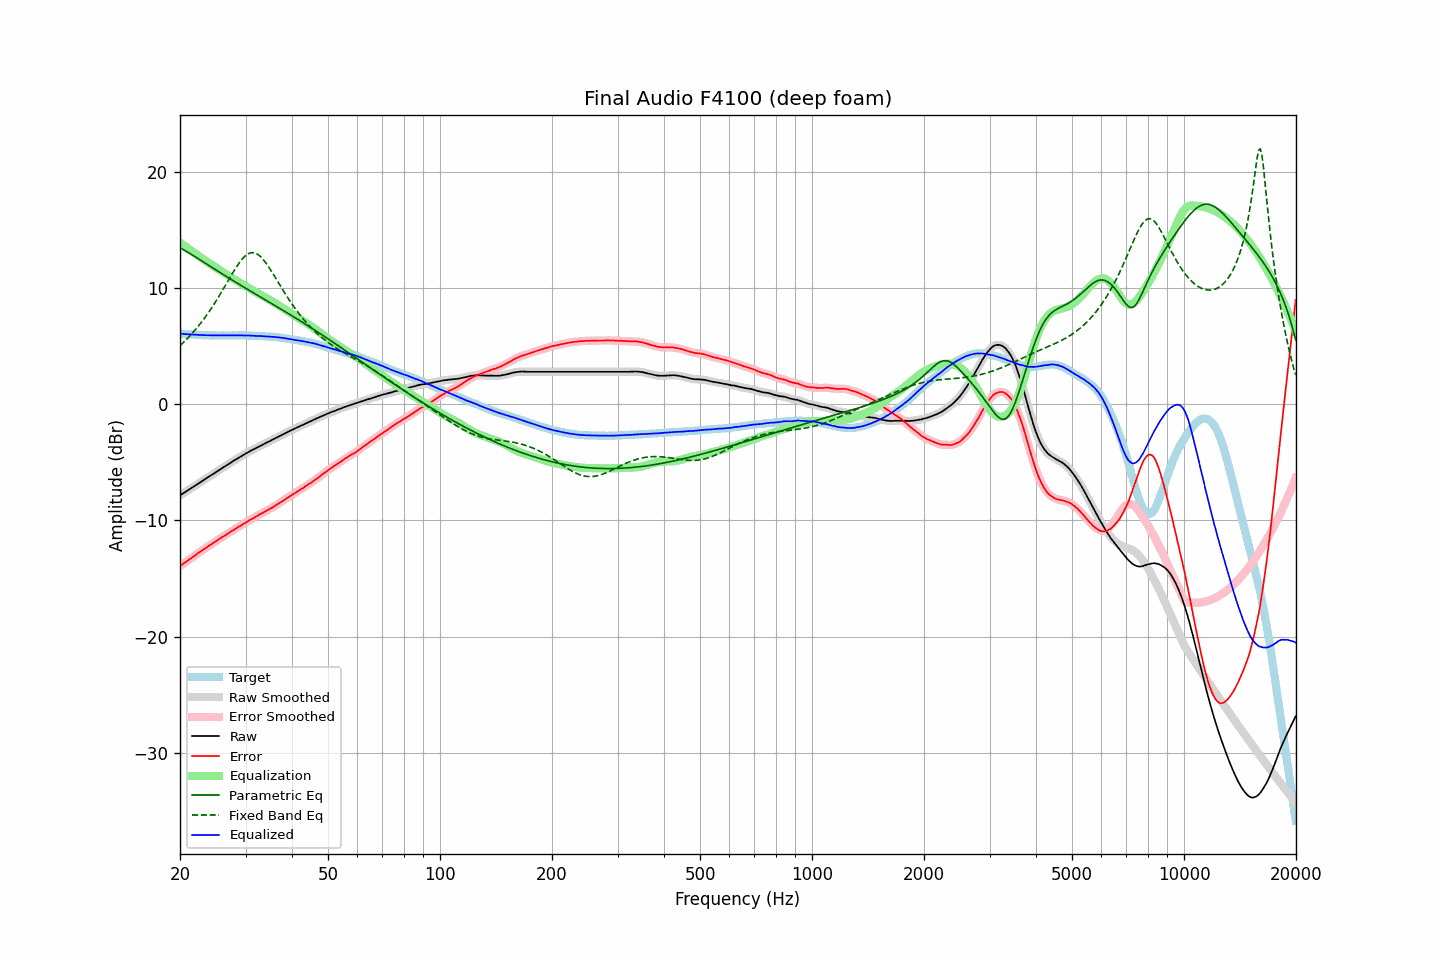 Final Audio F4100 (deep foam)
Amplitude (dBr)
20
10
0
−10
−20
−30
Target
Raw Smoothed
Error Smoothed
Raw
Error
Equalization
Parametric Eq
Fixed Band Eq
Equalized
20 50 100 200 500 1000 2000 5000 10000 20000
Frequency (Hz)